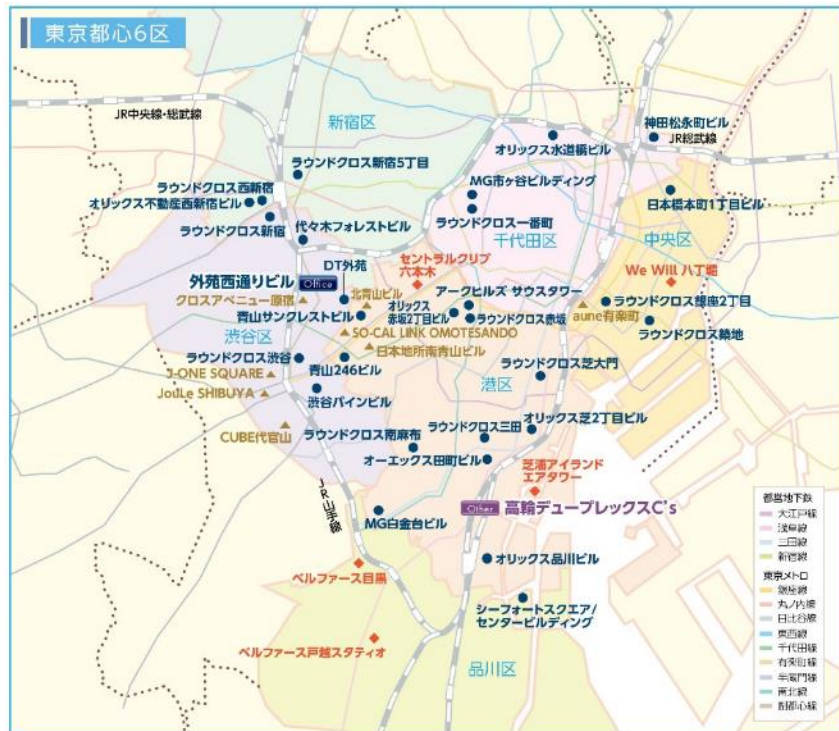 東京都心6区
JR中央線・総武線
新宿区
神田松永町ビル
JR総武線
オリックス水道橋ビル
ラウンドクロス新宿5丁目
MG市ヶ谷ビルディング
ラウンドクロス西新宿
オリックス不動産西新宿ビル
日本橋本町1丁目ビル
ラウンドクロス新宿
ラウンドクロス一番町
代々木フォレストビル
千代田区
中央区
DT外苑
セントラルクリブ
六本木
We Will 八丁堀
外苑西通りビル
Office
北青山ビル
アークヒルズ サウスタワー
クロスアベニュー原宿
オリックス
赤坂2丁目ビル
ラウンドクロス銀座2丁目
青山サンクレストビル
ラウンドクロス赤坂
aune有楽町
ラウンドクロス築地
SO-CAL LINK OMOTESANDO
渋谷区
日本地所南青山ビル
ラウンドクロス渋谷
J-ONE SQUARE
青山246ビル
ラウンドクロス芝大門
港区
JouLe SHIBUYA
渋谷パインビル
CUBE代官山
ラウンドクロス三田
オリックス芝2丁目ビル
ラウンドクロス南麻布
オーエックス田町ビル
芝浦アイランド
エアタワー
JR山手線
Other
高輪デュープレックスC's
MG白金台ビル
オリックス品川ビル
ベルファース目黒
シーフォートスクエア/
センタービルディング
ベルファース戸越スタティオ
品川区
都営地下鉄
大江戸線
浅草線
三田線
新宿線
東京メトロ
銀座線
丸ノ内線
日比谷線
東西線
千代田線
有楽町線
半蔵門線
南北線
副都心線